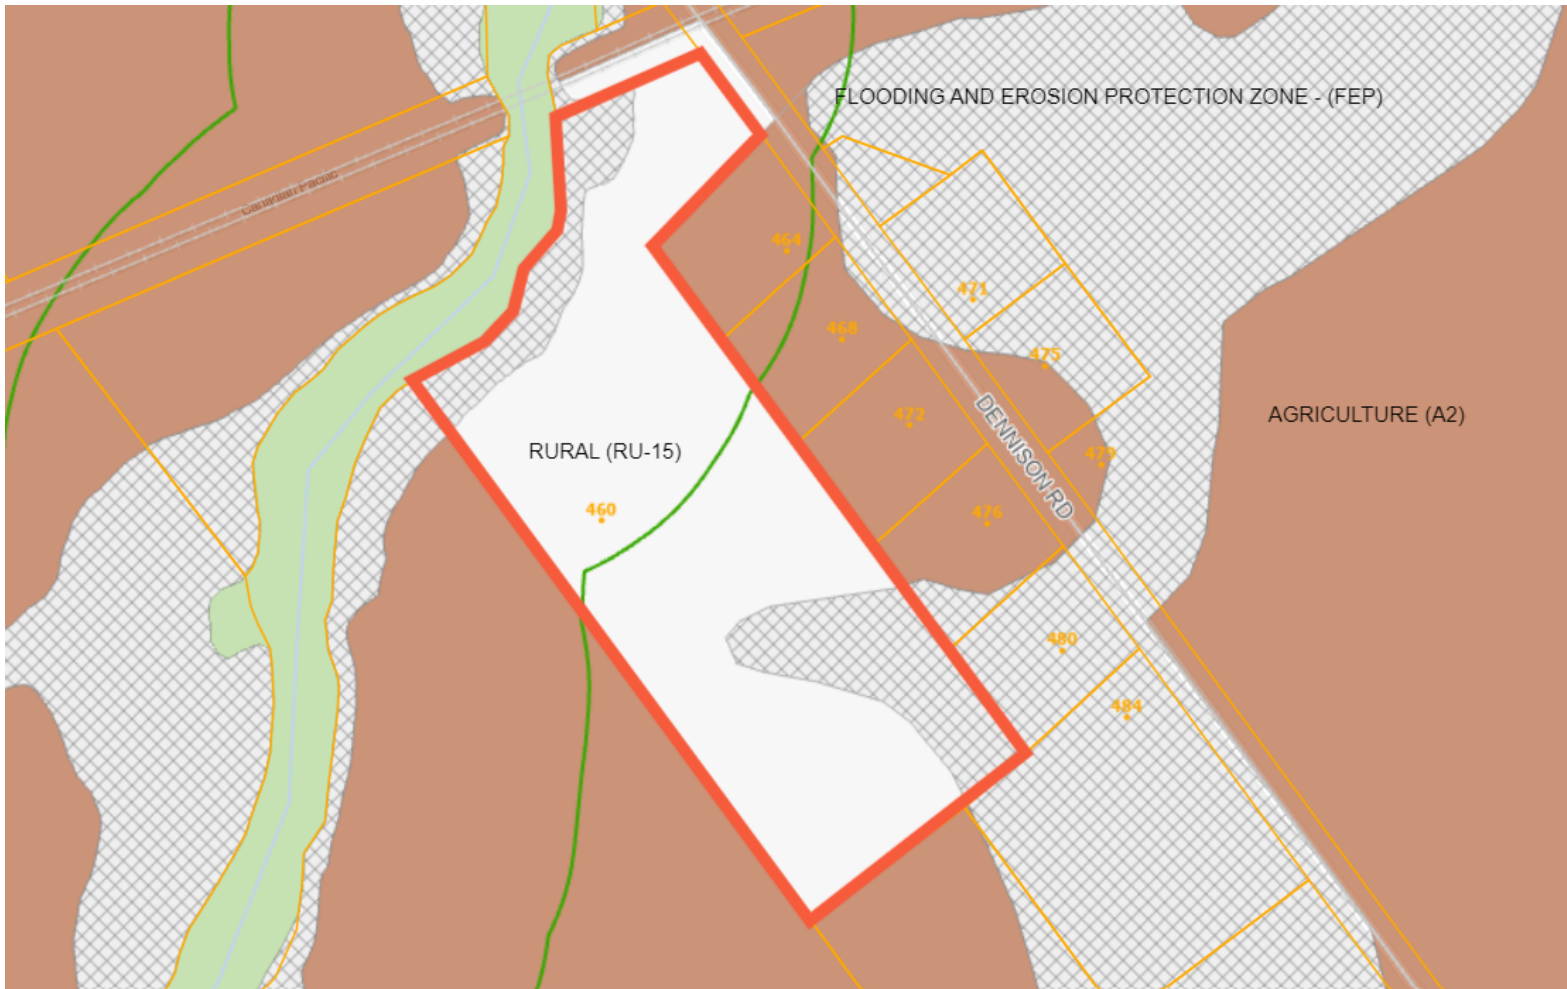 FLOODING AND EROSION PROTECTION ZONE - (FEP)
Canadian Pacific
464
471
468
475
472
DENNISON RD
AGRICULTURE (A2)
RURAL (RU-15)
479
460
476
480
484